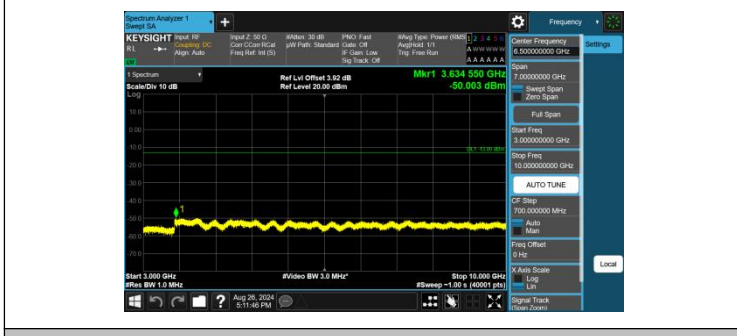 Spectrum Analyzer 1
Swept SA
Frequency
KEYSIGHT
RL
Input: RF
Coupling: DC
Align: Auto
Input Z: 50 Ω
Corr CCorr RCal
Freq Ref: Int (S)
#Atten: 30 dB
µW Path: Standard
PNO: Fast
Gate: Off
IF Gain: Low
Sig Track: Off
#Avg Type: Power (RMS)
Avg|Hold: 1/1
Trig: Free Run
1 2 3 4 5 6
A W W W W W
A A A A A A
1 Spectrum
Scale/Div 10 dB
Log
Ref Lvl Offset 3.92 dB
Ref Level 20.00 dBm
Mkr1 3.634 550 GHz
-50.003 dBm
10.0
0.00
-10.0
DL1 -13.00 dBm
-20.0
-30.0
-40.0
1
-50.0
-60.0
-70.0
Start 3.000 GHz
#Res BW 1.0 MHz
#Video BW 3.0 MHz*
Stop 10.000 GHz
#Sweep ~1.00 s (40001 pts)
Aug 26, 2024
5:11:46 PM
Center Frequency
6.500000000 GHz
Settings
Span
7.00000000 GHz
Swept Span
Zero Span
Full Span
Start Freq
3.000000000 GHz
Stop Freq
10.000000000 GHz
AUTO TUNE
CF Step
700.000000 MHz
Auto
Man
Freq Offset
0 Hz
X Axis Scale
Log
Lin
Local
Signal Track
(Span Zoom)